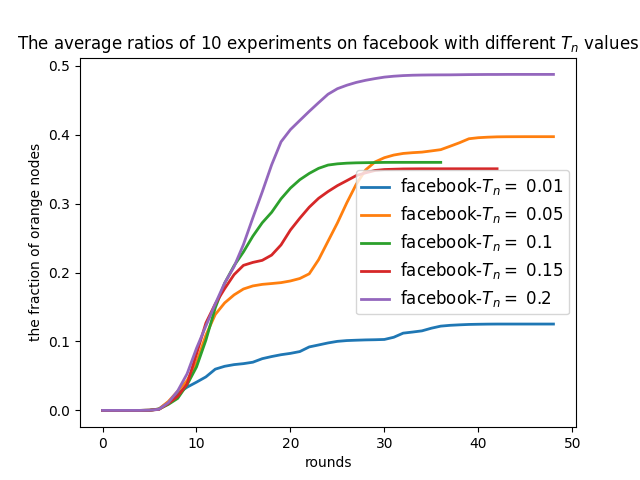 The average ratios of 10 experiments on facebook with different Tₙ values
0.5
0.4
0.3
0.2
0.1
0.0
the fraction of orange nodes
facebook-Tₙ = 0.01
facebook-Tₙ = 0.05
facebook-Tₙ = 0.1
facebook-Tₙ = 0.15
facebook-Tₙ = 0.2
0 10 20 30 40 50
rounds